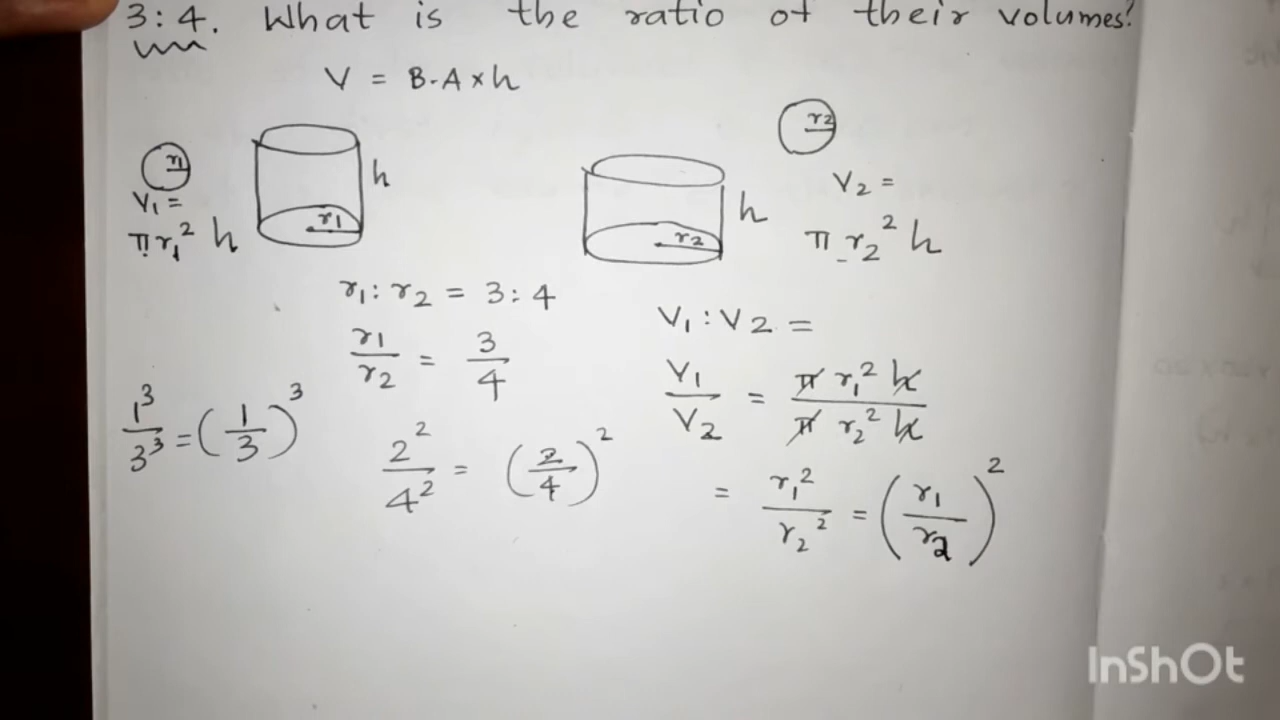 3:4. What is the ratio of their volumes?
V = B.A × h
r1
V₁ =
πr₁² h
h
r1
r2
h
r2
V₂ =
π r₂² h
r₁ : r₂ = 3 : 4
r1/r2 = 3/4
V₁ : V2 =
V₁/V₂ = π r₁² h / π r₂² h
1³/3³ = (1/3)³
2²/4² = (2/4)²
= r₁²/r₂² = (r₁/r₂)²
InShOt